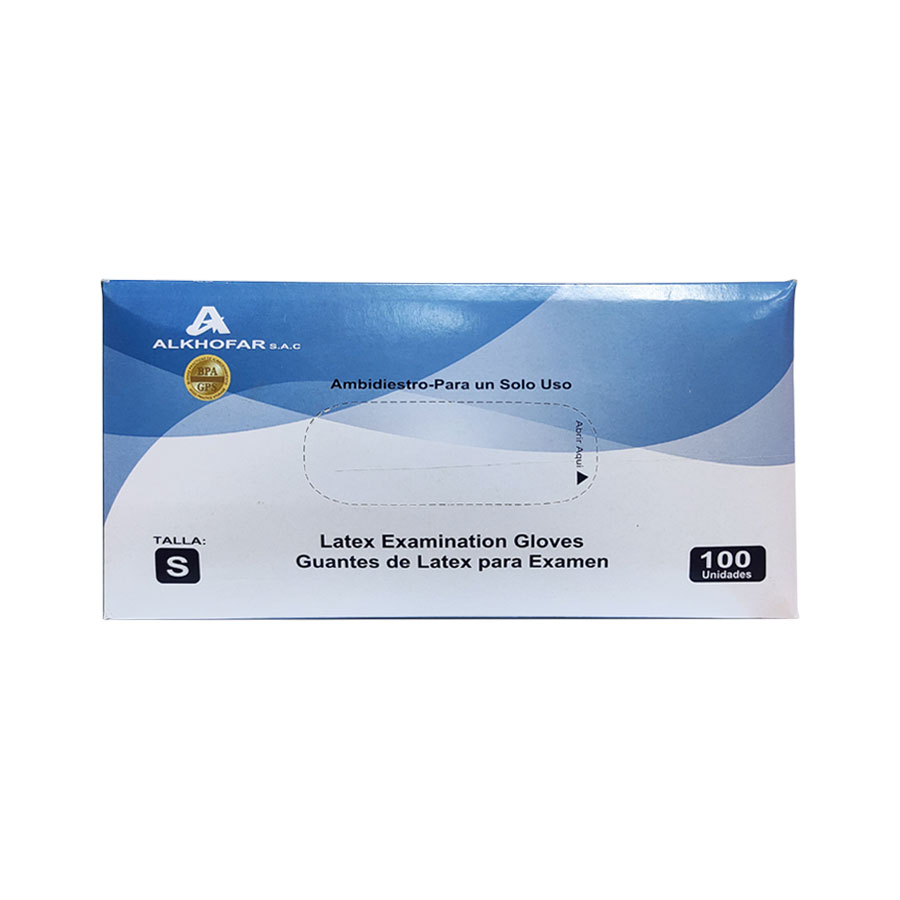 A
ALKHOFAR S.A.C
BPA
GPS
Ambidiestro-Para un Solo Uso
Abrir Aqui
TALLA:
S
Latex Examination Gloves
Guantes de Latex para Examen
100
Unidades